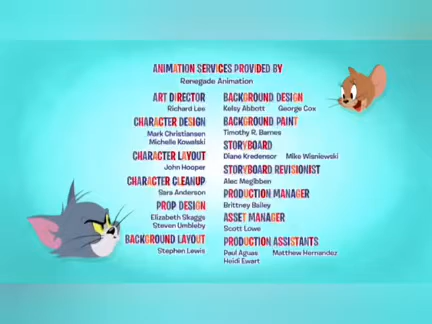 ANIMATION SERVICES PROVIDED BY
Renegade Animation
ART DIRECTOR
Richard Lee
CHARACTER DESIGN
Mark Christiansen
Michelle Kowalski
CHARACTER LAYOUT
John Hooper
CHARACTER CLEANUP
Sara Anderson
PROP DESIGN
Elizabeth Skaggs
Steven Umbleby
BACKGROUND LAYOUT
Stephen Lewis
BACKGROUND DESIGN
Kelsy Abbott George Cox
BACKGROUND PAINT
Timothy R. Barnes
STORYBOARD
Diane Kredensor Mike Wisniewski
STORYBOARD REVISIONIST
Alec Megibben
PRODUCTION MANAGER
Brittney Bailey
ASSET MANAGER
Scott Lowe
PRODUCTION ASSISTANTS
Paul Aguas Matthew Hernandez
Heidi Ewart